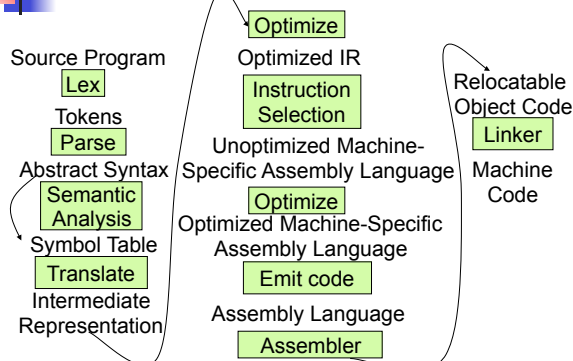 Source Program
Lex
Tokens
Parse
Abstract Syntax
Semantic
Analysis
Symbol Table
Translate
Intermediate
Representation
Optimize
Optimized IR
Instruction
Selection
Unoptimized Machine-
Specific Assembly Language
Optimize
Optimized Machine-Specific
Assembly Language
Emit code
Assembly Language
Assembler
Relocatable
Object Code
Linker
Machine
Code